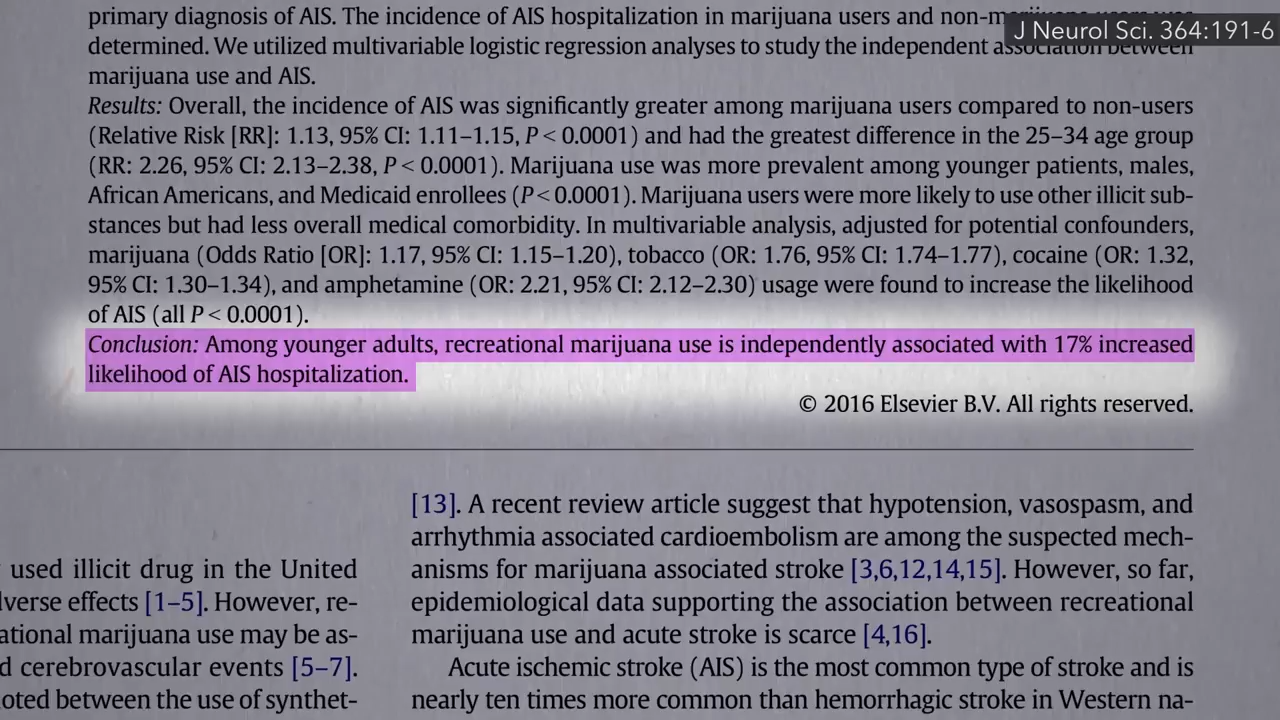 primary diagnosis of AIS. The incidence of AIS hospitalization in marijuana users and non-marijuana users was
J Neurol Sci. 364:191-6
determined. We utilized multivariable logistic regression analyses to study the independent association between
marijuana use and AIS.
Results: Overall, the incidence of AIS was significantly greater among marijuana users compared to non-users
(Relative Risk [RR]: 1.13, 95% CI: 1.11–1.15, P < 0.0001) and had the greatest difference in the 25–34 age group
(RR: 2.26, 95% CI: 2.13–2.38, P < 0.0001). Marijuana use was more prevalent among younger patients, males,
African Americans, and Medicaid enrollees (P < 0.0001). Marijuana users were more likely to use other illicit sub-
stances but had less overall medical comorbidity. In multivariable analysis, adjusted for potential confounders,
marijuana (Odds Ratio [OR]: 1.17, 95% CI: 1.15–1.20), tobacco (OR: 1.76, 95% CI: 1.74–1.77), cocaine (OR: 1.32,
95% CI: 1.30–1.34), and amphetamine (OR: 2.21, 95% CI: 2.12–2.30) usage were found to increase the likelihood
of AIS (all P < 0.0001).
Conclusion: Among younger adults, recreational marijuana use is independently associated with 17% increased
likelihood of AIS hospitalization.
© 2016 Elsevier B.V. All rights reserved.
used illicit drug in the United
verse effects [1–5]. However, re-
ational marijuana use may be as-
d cerebrovascular events [5–7].
oted between the use of synthet-
[13]. A recent review article suggest that hypotension, vasospasm, and
arrhythmia associated cardioembolism are among the suspected mech-
anisms for marijuana associated stroke [3,6,12,14,15]. However, so far,
epidemiological data supporting the association between recreational
marijuana use and acute stroke is scarce [4,16].
Acute ischemic stroke (AIS) is the most common type of stroke and is
nearly ten times more common than hemorrhagic stroke in Western na-